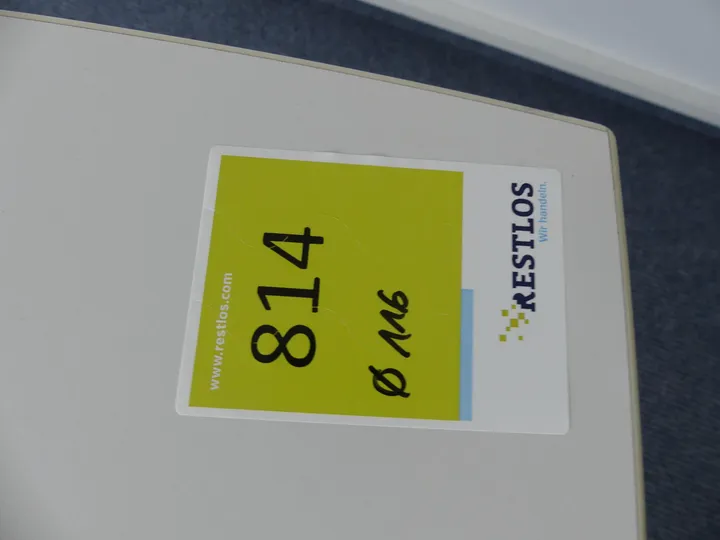 www.restlos.com
814
Ø 116
RESTLOS
Wir handeln.